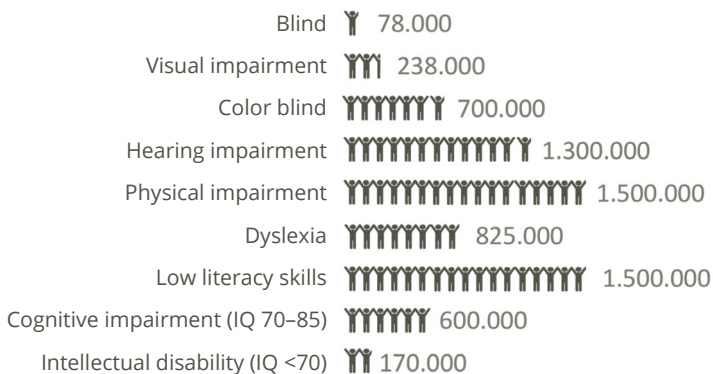 Blind 78.000
Visual impairment 238.000
Color blind 700.000
Hearing impairment 1.300.000
Physical impairment 1.500.000
Dyslexia 825.000
Low literacy skills 1.500.000
Cognitive impairment (IQ 70–85) 600.000
Intellectual disability (IQ <70) 170.000